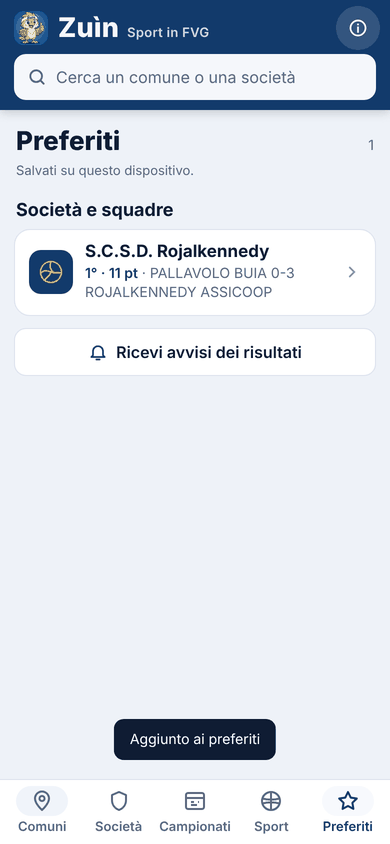 Zuìn Sport in FVG
Cerca un comune o una società
Preferiti 1
Salvati su questo dispositivo.
Società e squadre
S.C.S.D. Rojalkennedy
1° · 11 pt · PALLAVOLO BUIA 0-3
ROJALKENNEDY ASSICOOP
Ricevi avvisi dei risultati
Aggiunto ai preferiti
Comuni Società Campionati Sport Preferiti